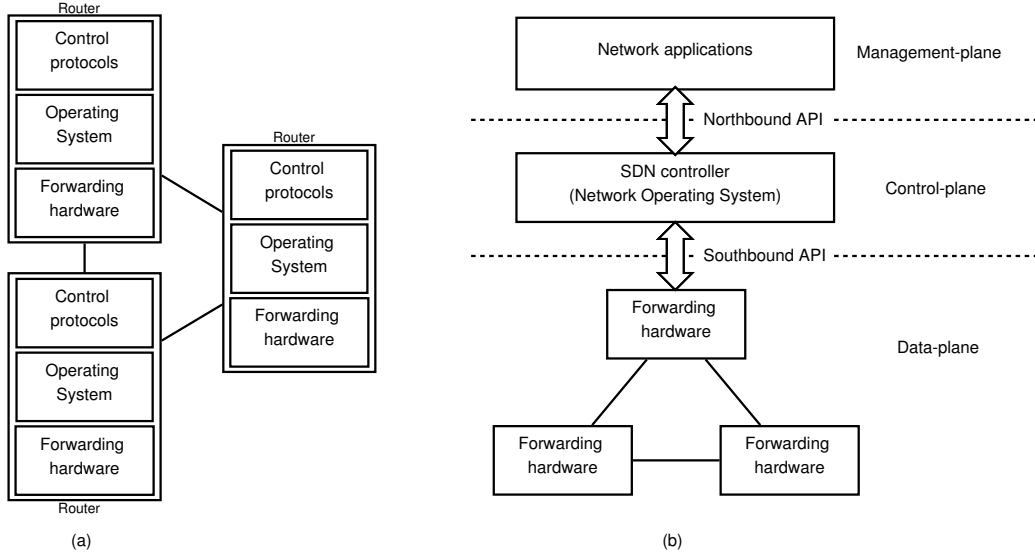 Router
Control
protocols
Operating
System
Forwarding
hardware
Router
Control
protocols
Operating
System
Forwarding
hardware
Control
protocols
Operating
System
Forwarding
hardware
Router
(a)
Network applications
Management-plane
Northbound API
SDN controller
(Network Operating System)
Control-plane
Southbound API
Forwarding
hardware
Data-plane
Forwarding
hardware
Forwarding
hardware
(b)